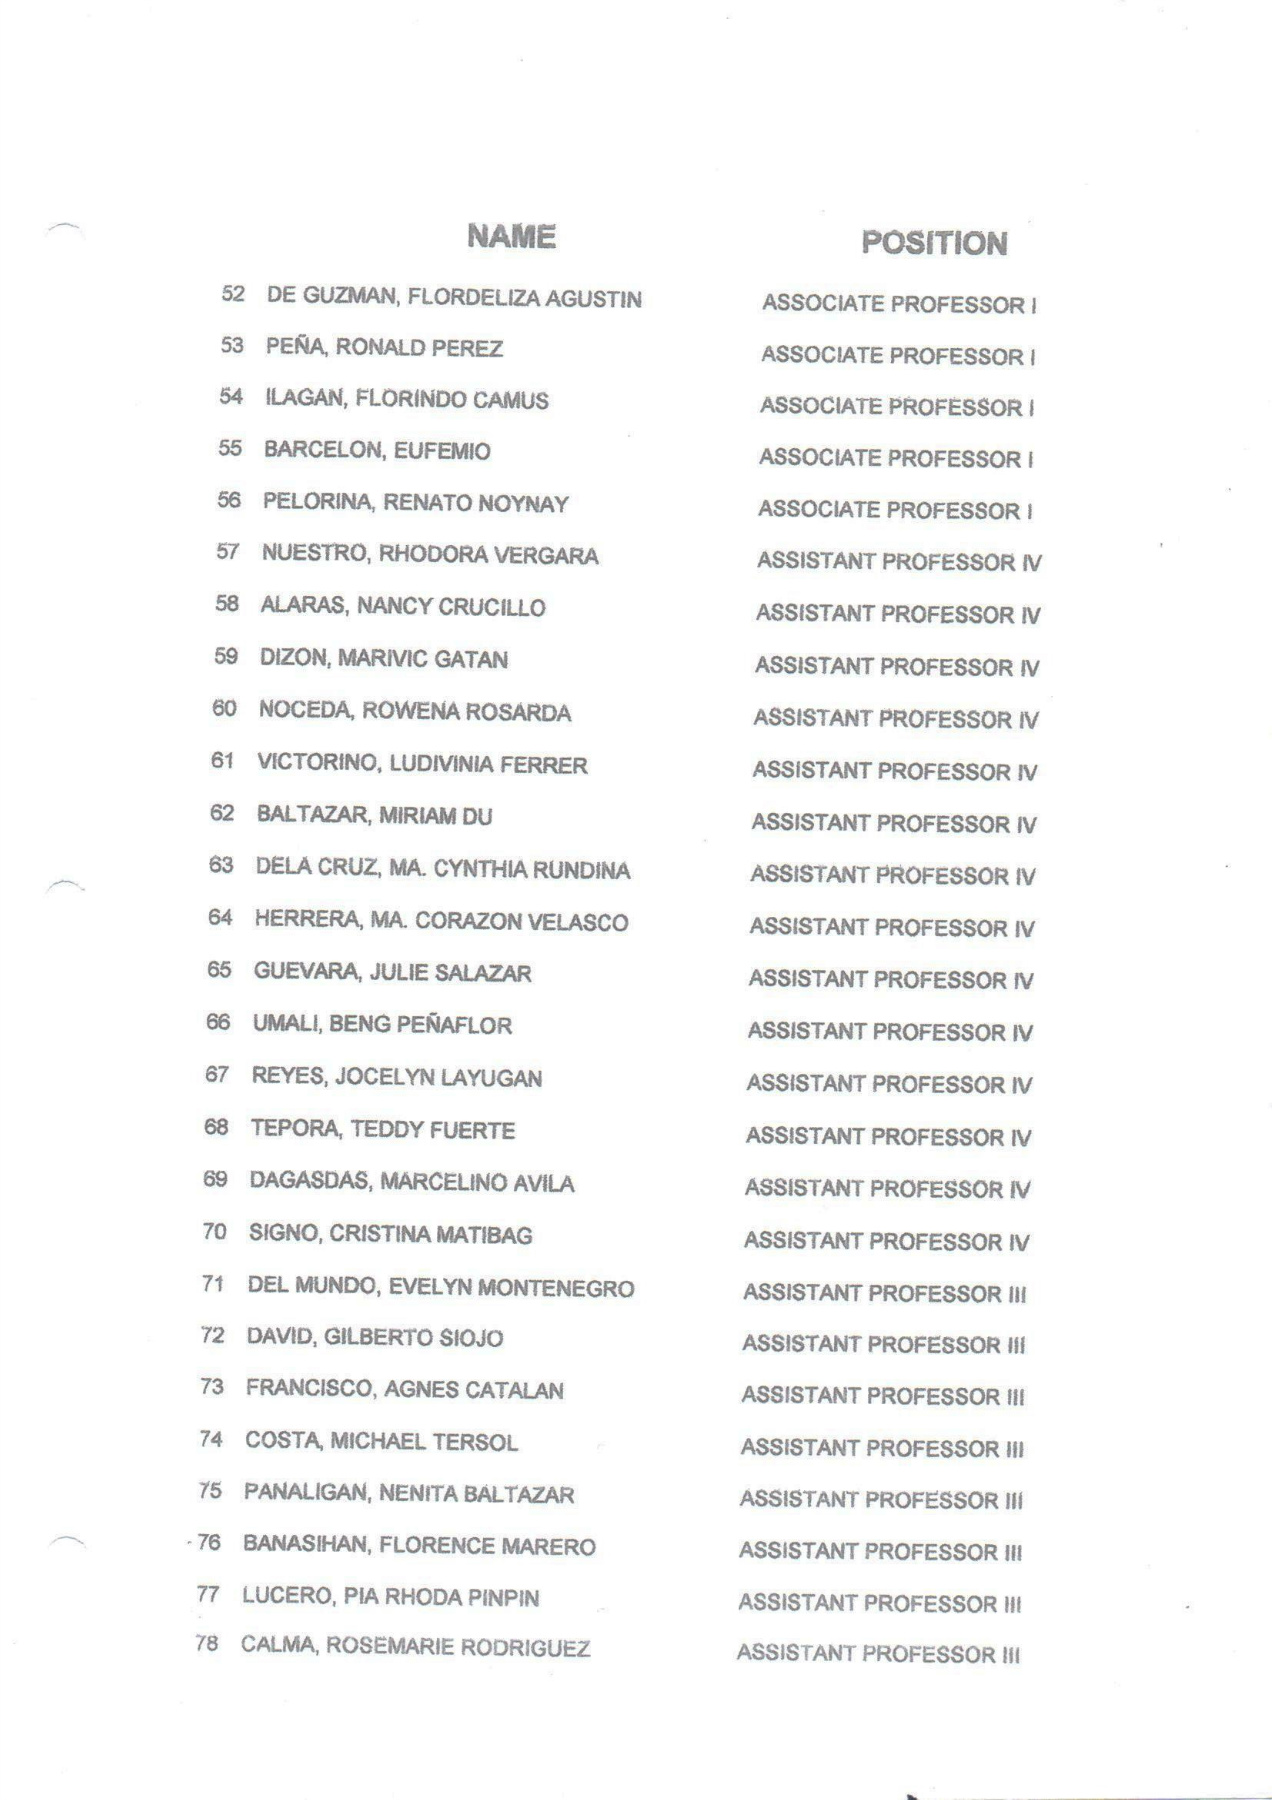 NAME POSITION
52 DE GUZMAN, FLORDELIZA AGUSTIN ASSOCIATE PROFESSOR I
53 PEÑA, RONALD PEREZ ASSOCIATE PROFESSOR I
54 ILAGAN, FLORINDO CAMUS ASSOCIATE PROFESSOR I
55 BARCELON, EUFEMIO ASSOCIATE PROFESSOR I
56 PELORINA, RENATO NOYNAY ASSOCIATE PROFESSOR I
57 NUESTRO, RHODORA VERGARA ASSISTANT PROFESSOR IV
58 ALARAS, NANCY CRUCILLO ASSISTANT PROFESSOR IV
59 DIZON, MARIVIC GATAN ASSISTANT PROFESSOR IV
60 NOCEDA, ROWENA ROSARDA ASSISTANT PROFESSOR IV
61 VICTORINO, LUDIVINIA FERRER ASSISTANT PROFESSOR IV
62 BALTAZAR, MIRIAM DU ASSISTANT PROFESSOR IV
63 DELA CRUZ, MA. CYNTHIA RUNDINA ASSISTANT PROFESSOR IV
64 HERRERA, MA. CORAZON VELASCO ASSISTANT PROFESSOR IV
65 GUEVARA, JULIE SALAZAR ASSISTANT PROFESSOR IV
66 UMALI, BENG PEÑAFLOR ASSISTANT PROFESSOR IV
67 REYES, JOCELYN LAYUGAN ASSISTANT PROFESSOR IV
68 TEPORA, TEDDY FUERTE ASSISTANT PROFESSOR IV
69 DAGASDAS, MARCELINO AVILA ASSISTANT PROFESSOR IV
70 SIGNO, CRISTINA MATIBAG ASSISTANT PROFESSOR IV
71 DEL MUNDO, EVELYN MONTENEGRO ASSISTANT PROFESSOR III
72 DAVID, GILBERTO SIOJO ASSISTANT PROFESSOR III
73 FRANCISCO, AGNES CATALAN ASSISTANT PROFESSOR III
74 COSTA, MICHAEL TERSOL ASSISTANT PROFESSOR III
75 PANALIGAN, NENITA BALTAZAR ASSISTANT PROFESSOR III
76 BANASIHAN, FLORENCE MARERO ASSISTANT PROFESSOR III
77 LUCERO, PIA RHODA PINPIN ASSISTANT PROFESSOR III
78 CALMA, ROSEMARIE RODRIGUEZ ASSISTANT PROFESSOR III